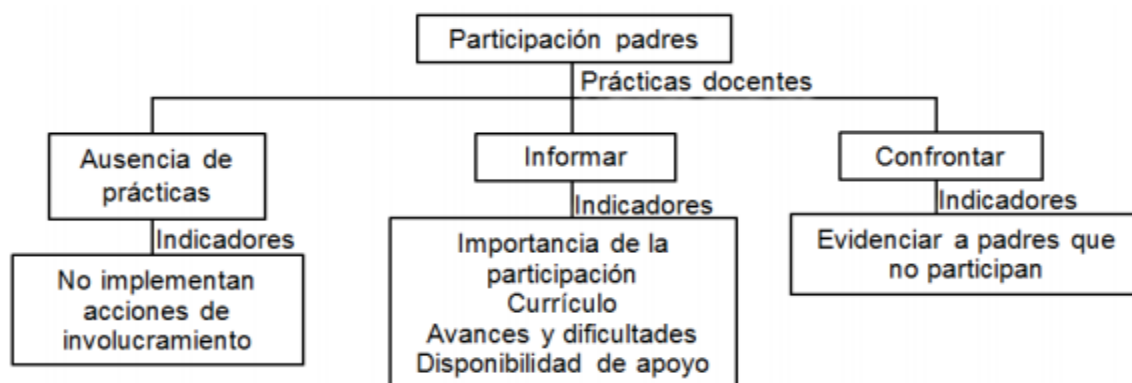 Participación padres
Prácticas docentes
Ausencia de
prácticas
Indicadores
No implementan
acciones de
involucramiento
Informar
Indicadores
Importancia de la
participación
Currículo
Avances y dificultades
Disponibilidad de apoyo
Confrontar
Indicadores
Evidenciar a padres que
no participan